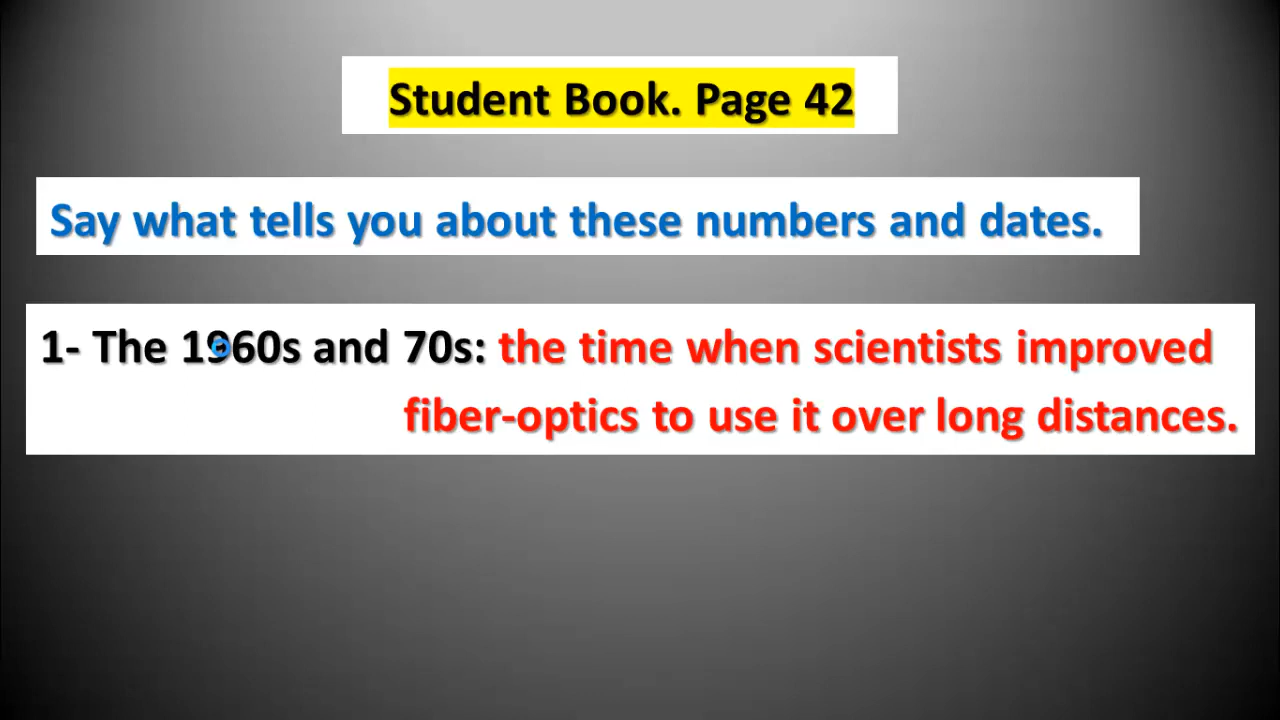 Student Book. Page 42
Say what tells you about these numbers and dates.
1- The 1960s and 70s: the time when scientists improved
fiber-optics to use it over long distances.